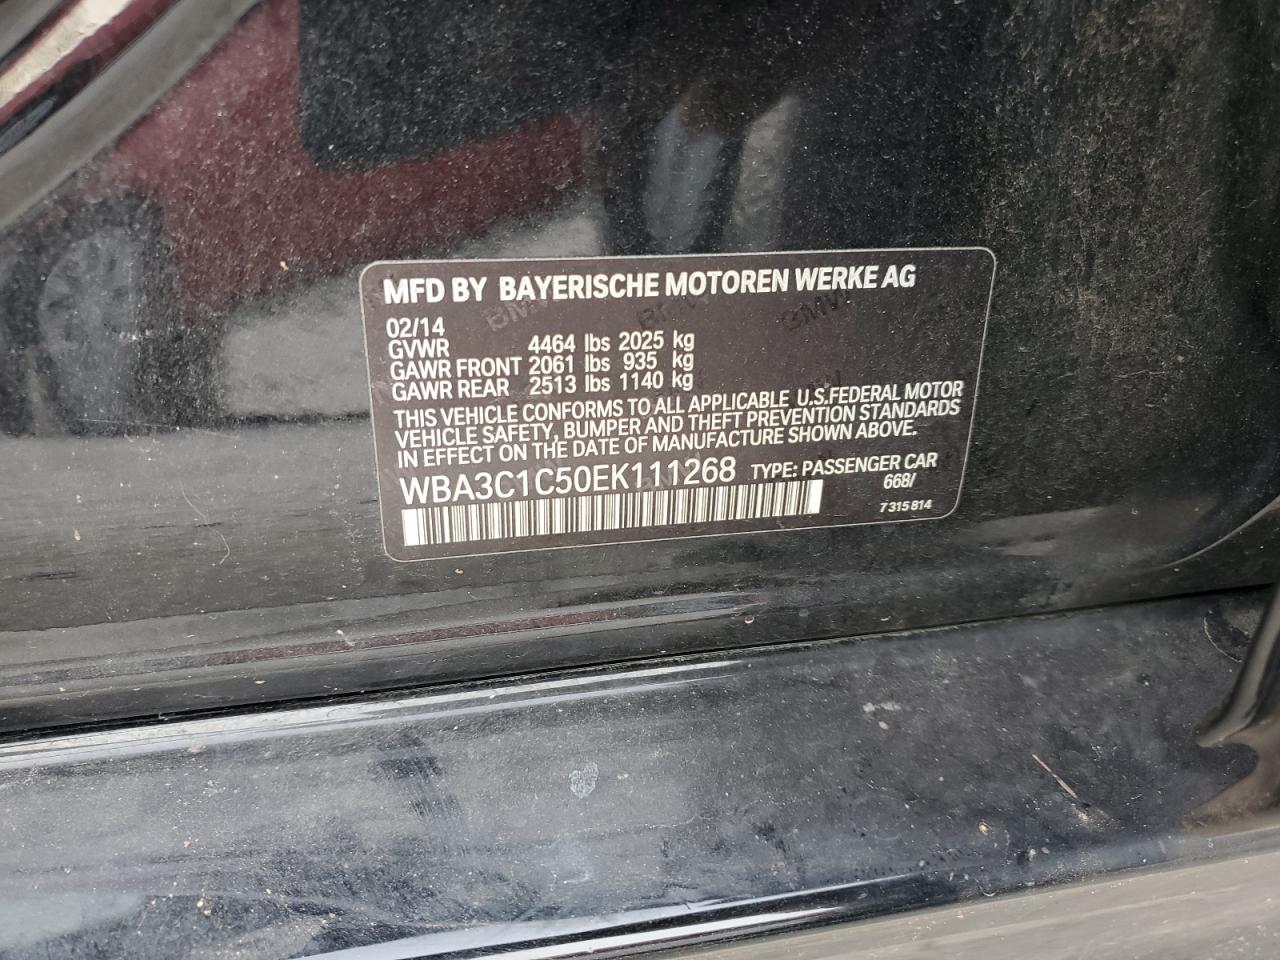 MFD BY BAYERISCHE MOTOREN WERKE AG
02/14
GVWR 4464 lbs 2025 kg
GAWR FRONT 2061 lbs 935 kg
GAWR REAR 2513 lbs 1140 kg
THIS VEHICLE CONFORMS TO ALL APPLICABLE U.S.FEDERAL MOTOR
VEHICLE SAFETY, BUMPER AND THEFT PREVENTION STANDARDS
IN EFFECT ON THE DATE OF MANUFACTURE SHOWN ABOVE.
WBA3C1C50EK111268 TYPE: PASSENGER CAR
668/
7 315 814